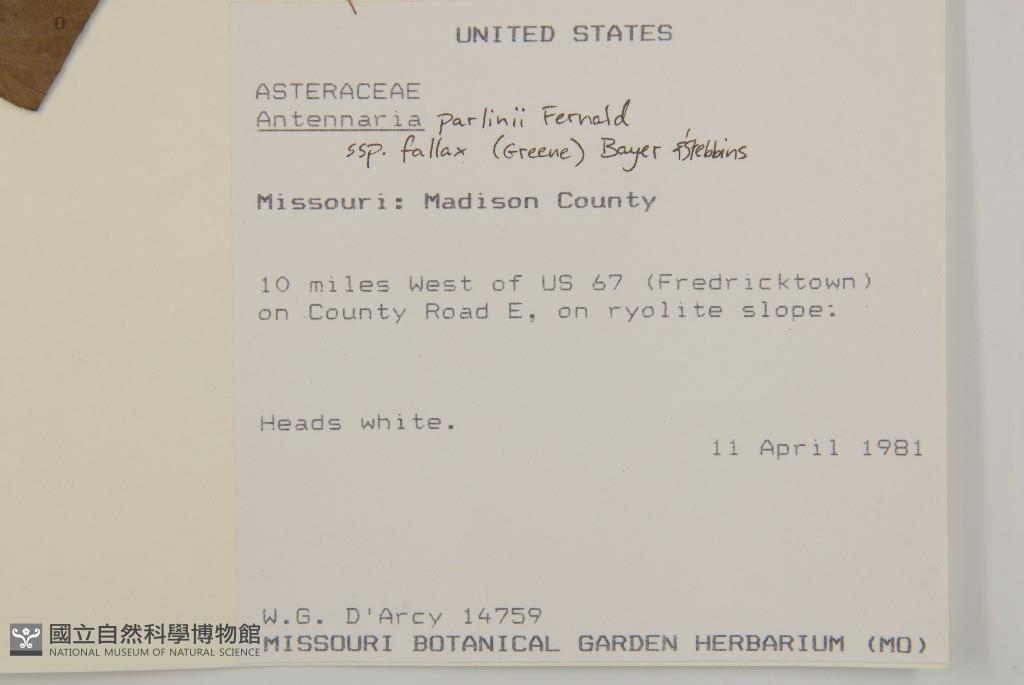 UNITED STATES
ASTERACEAE
Antennaria parlinii Fernald
ssp. fallax (Greene) Bayer & Stebbins
Missouri: Madison County
10 miles West of US 67 (Fredricktown)
on County Road E, on ryolite slope:
Heads white.
11 April 1981
W.G. D'Arcy 14759
MISSOURI BOTANICAL GARDEN HERBARIUM (MO)
國立自然科學博物館
NATIONAL MUSEUM OF NATURAL SCIENCE